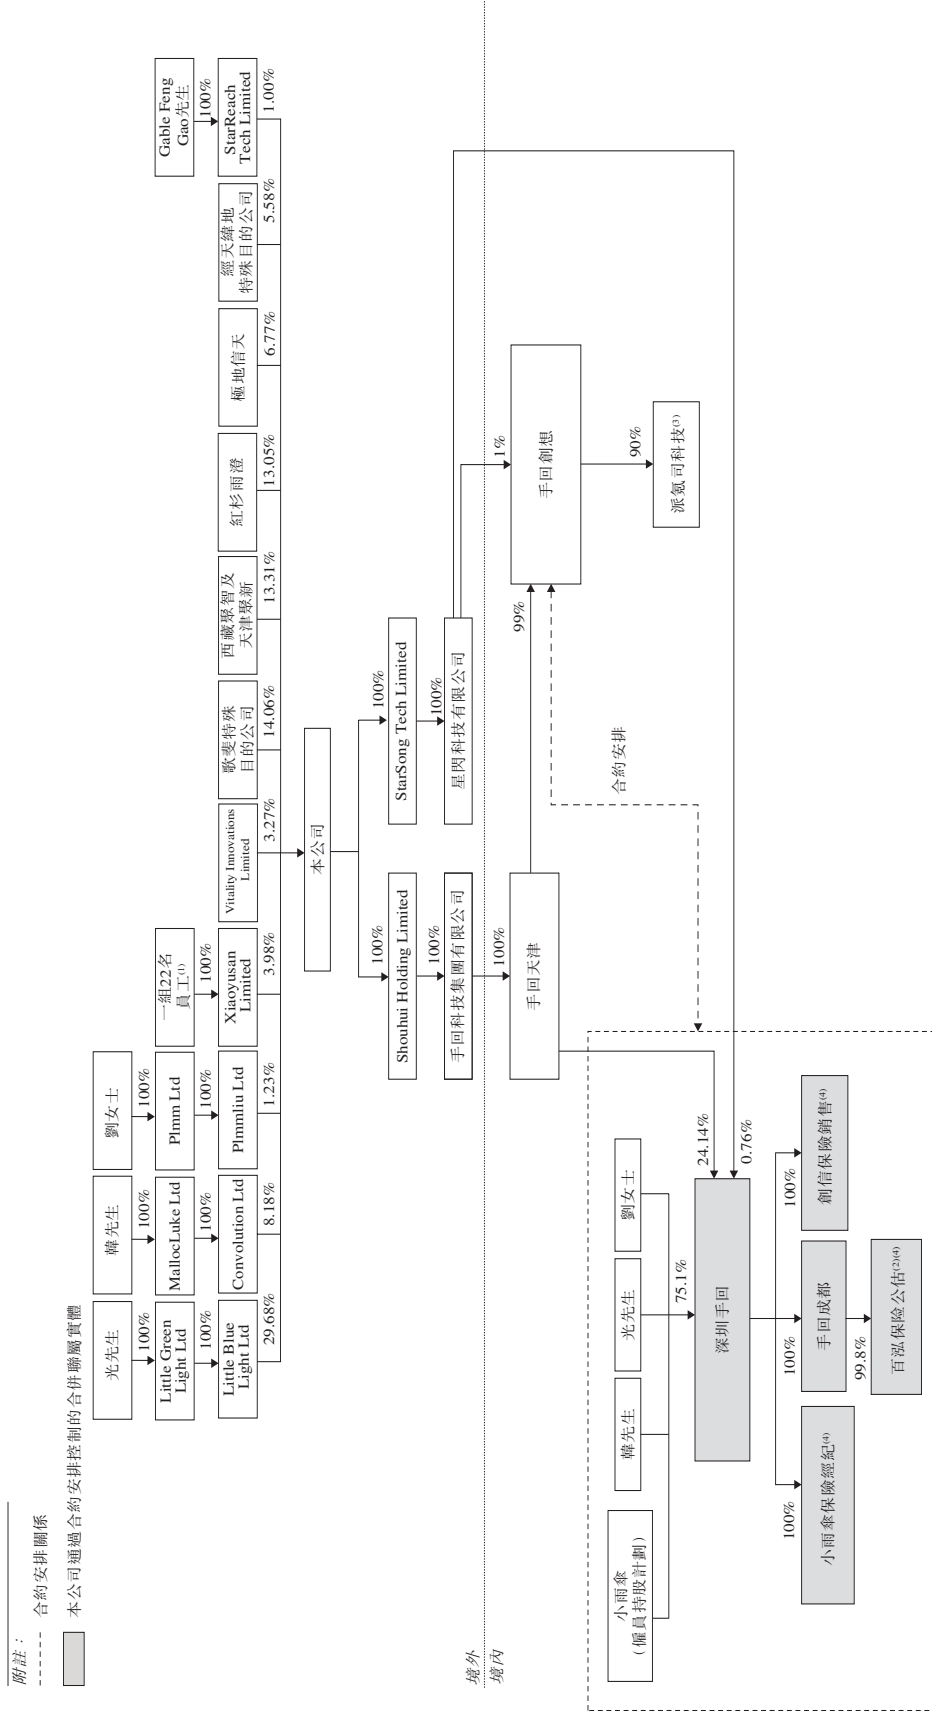 附註：
合約安排關係
本公司通過合約安排控制的合併聯屬實體
光先生
韓先生
劉女士
100%
100%
100%
Little Green
Light Ltd
MallocLuke Ltd
Plmm Ltd
一組22名
員工(1)
Gable Feng
Gao先生
100%
100%
100%
100%
100%
Little Blue
Light Ltd
Convolution Ltd
Plmmliu Ltd
Xiaoyusan
Limited
Vitality Innovations
Limited
歌斐特殊
目的公司
西藏聚智及
天津聚新
紅杉雨澄
極地信天
經天緯地
特殊目的公司
StarReach
Tech Limited
29.68%
8.18%
1.23%
3.98%
3.27%
14.06%
13.31%
13.05%
6.77%
5.58%
1.00%
本公司
100%
100%
Shouhui Holding Limited
StarSong Tech Limited
100%
100%
手回科技集團有限公司
星閃科技有限公司
境外
境內
100%
1%
手回天津
99%
手回創想
合約安排
90%
派氪司科技(3)
小雨傘
（僱員持股計劃）
韓先生
光先生
劉女士
75.1%
24.14%
0.76%
深圳手回
100%
100%
100%
小雨傘保險經紀(4)
手回成都
創信保險銷售(4)
99.8%
百泓保险公估(2)(4)